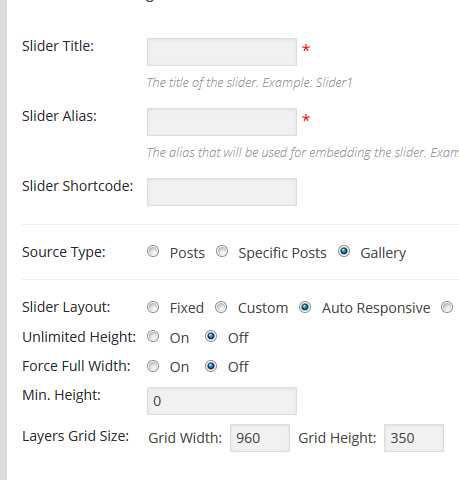 Slider Title: *
The title of the slider. Example: Slider1
Slider Alias: *
The alias that will be used for embedding the slider.
Slider Shortcode:
Source Type: Posts Specific Posts Gallery
Slider Layout: Fixed Custom Auto Responsive
Unlimited Height: On Off
Force Full Width: On Off
Min. Height: 0
Layers Grid Size: Grid Width: 960 Grid Height: 350